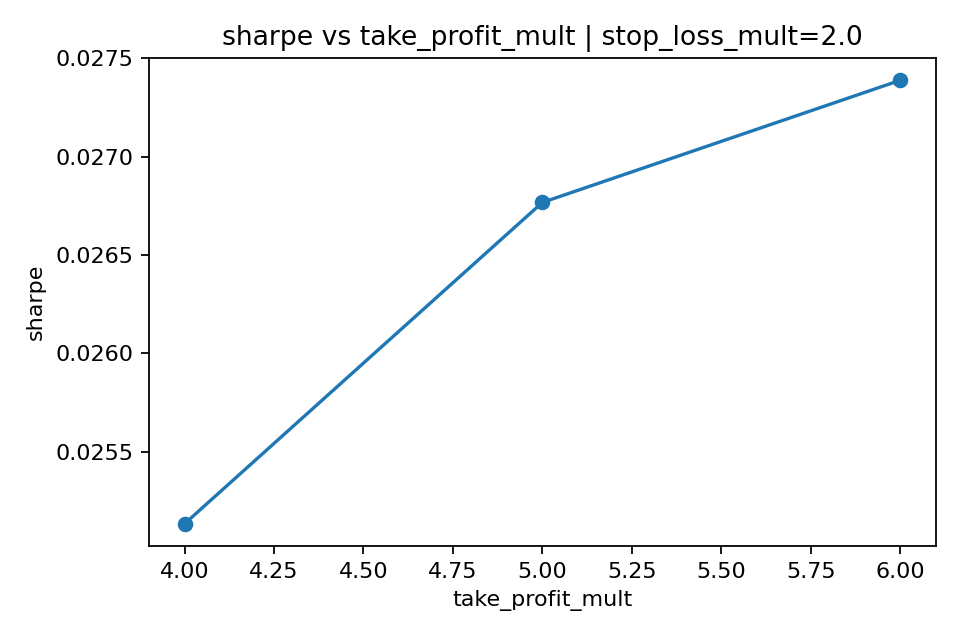 sharpe vs take_profit_mult | stop_loss_mult=2.0
0.0275
0.0270
0.0265
0.0260
0.0255
sharpe
4.00 4.25 4.50 4.75 5.00 5.25 5.50 5.75 6.00
take_profit_mult